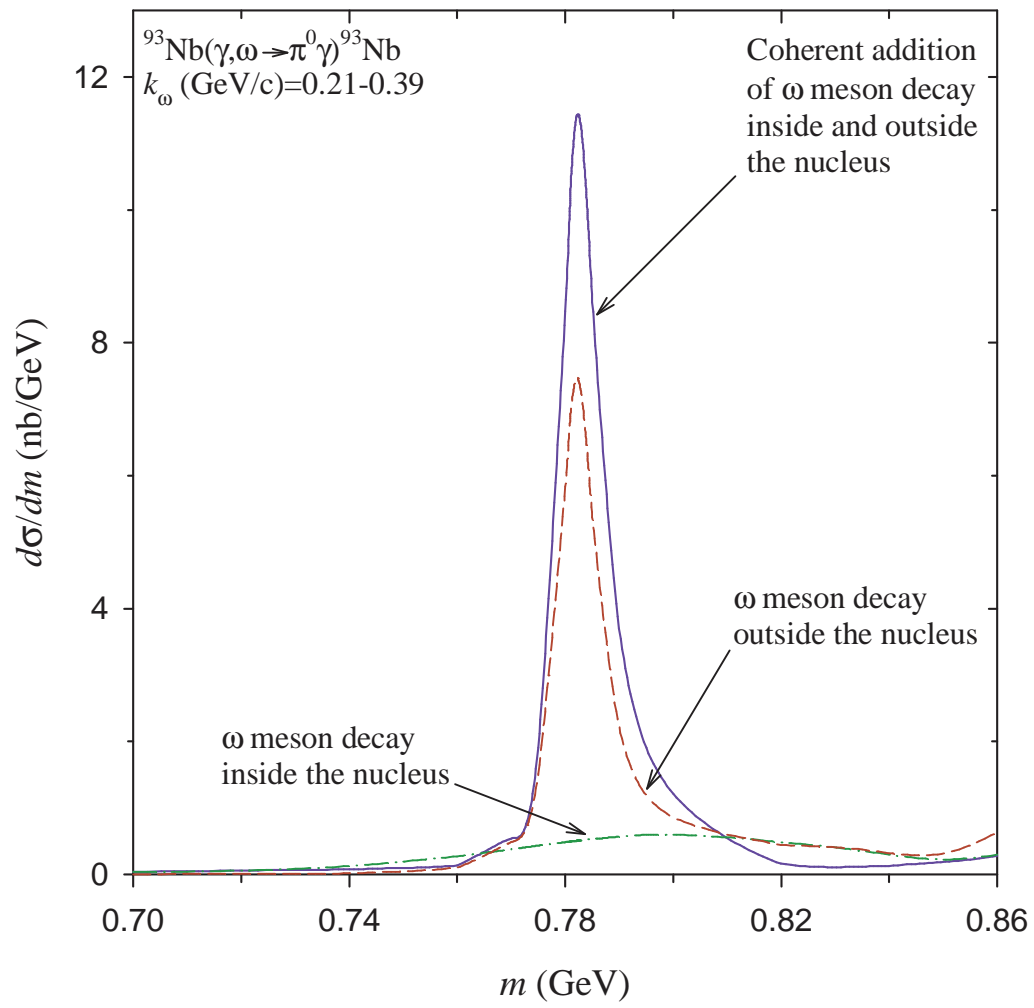 ⁹³Nb(γ,ω→π⁰γ)⁹³Nb
k_ω (GeV/c)=0.21-0.39
Coherent addition
of ω meson decay
inside and outside
the nucleus
ω meson decay
outside the nucleus
ω meson decay
inside the nucleus
12
8
4
0
dσ/dm (nb/GeV)
0.70
0.74
0.78
0.82
0.86
m (GeV)